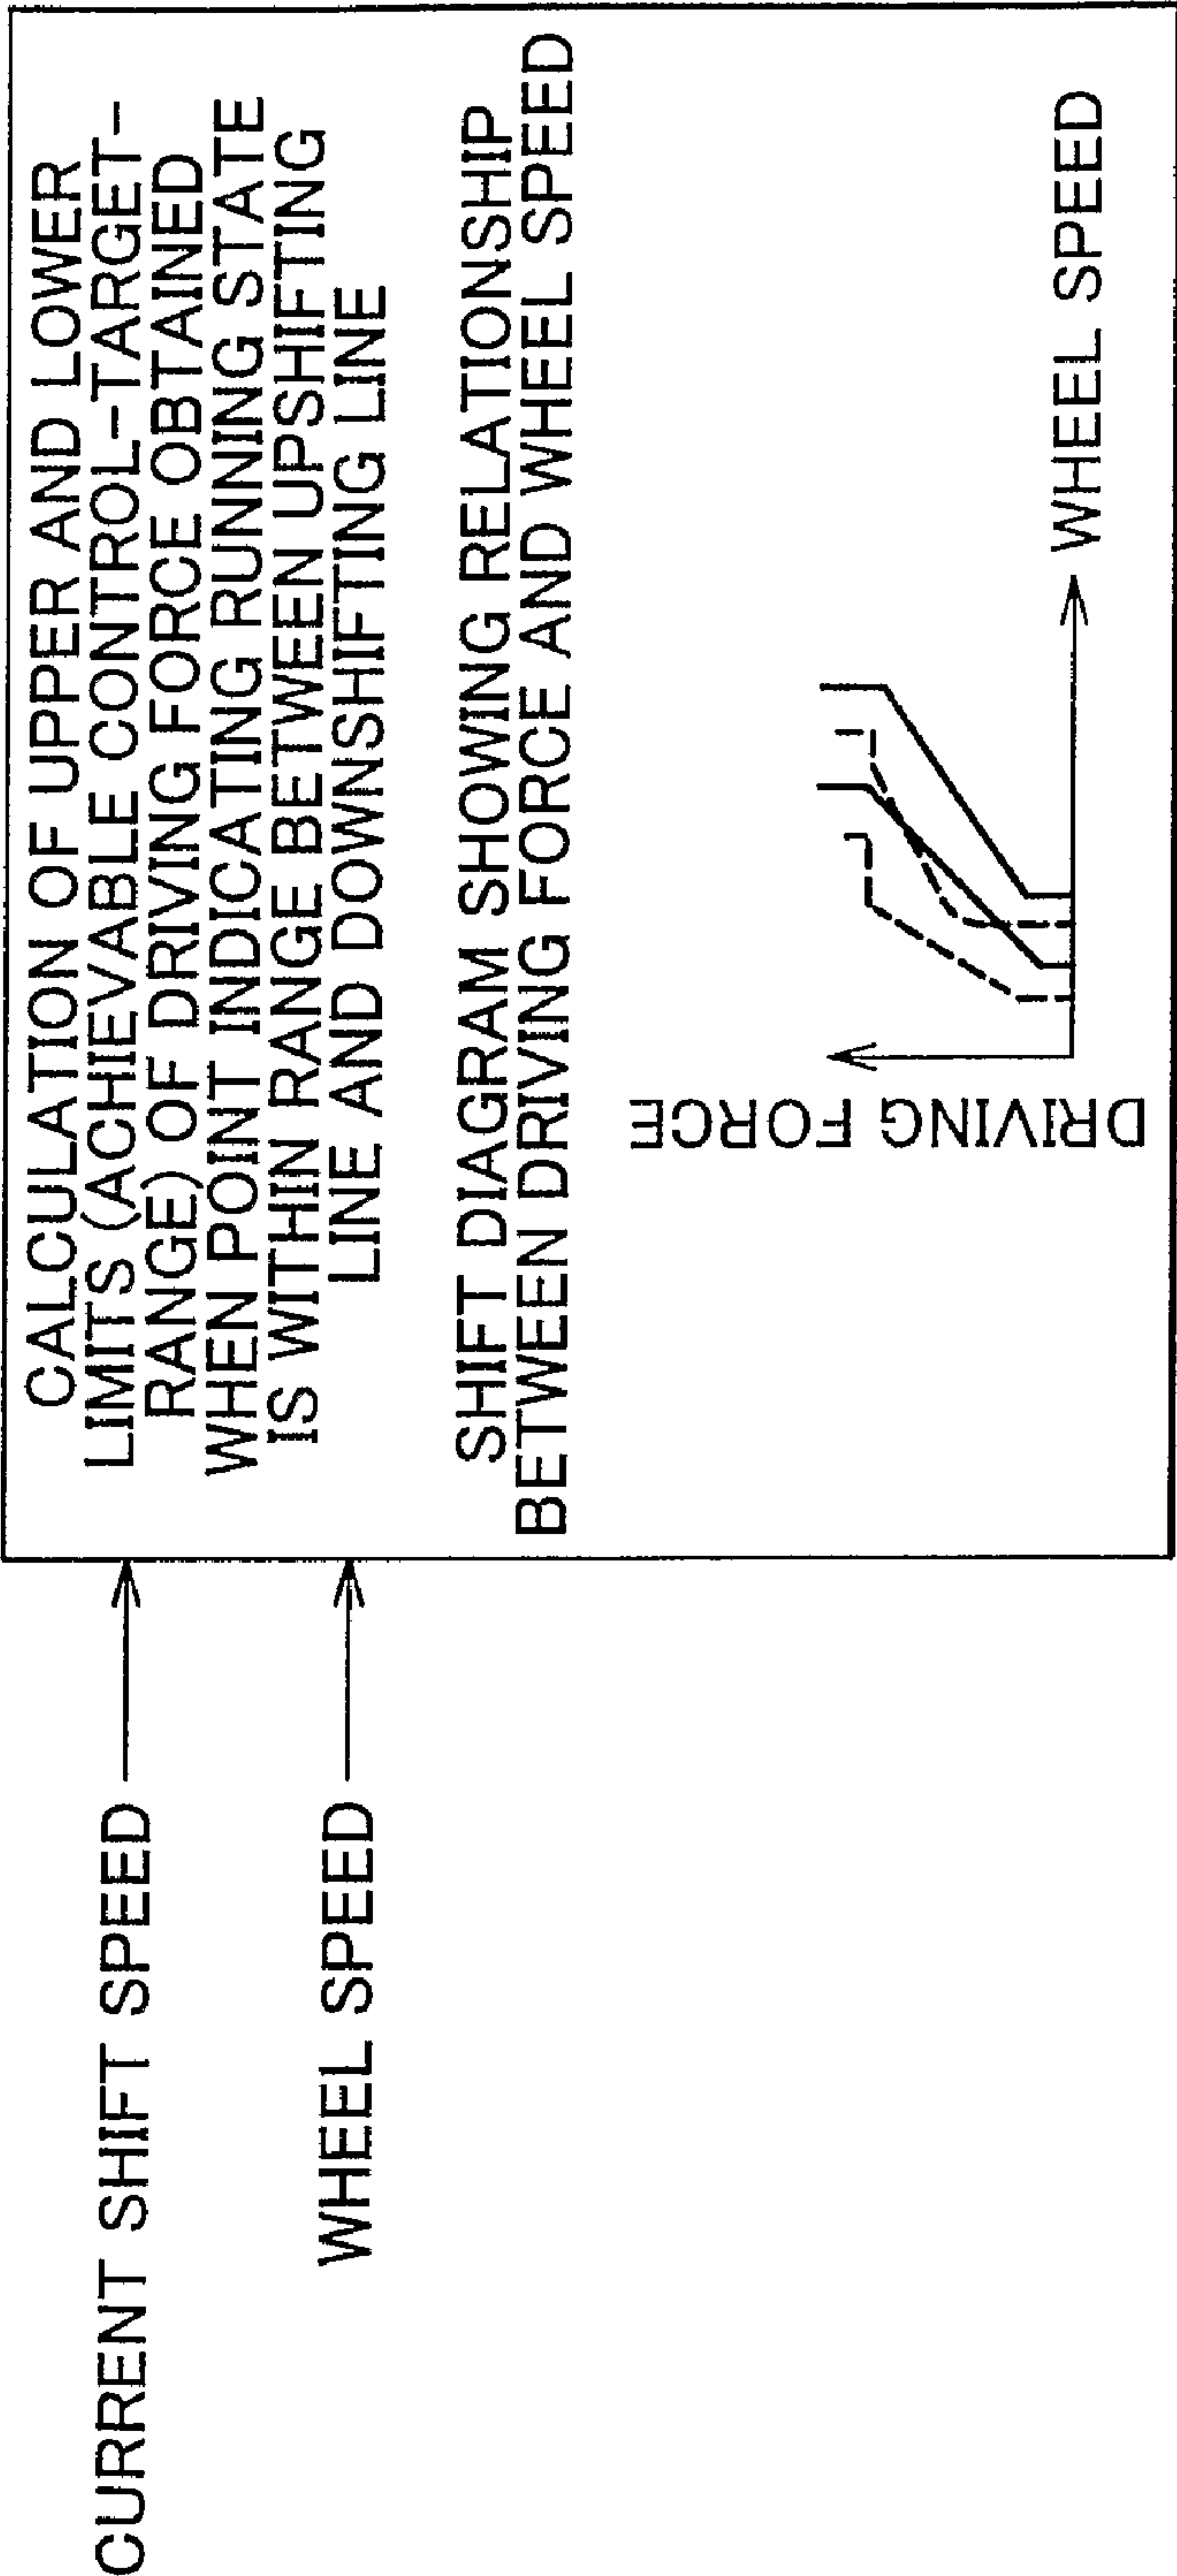 CURRENT SHIFT SPEED
WHEEL SPEED
CALCULATION OF UPPER AND LOWER
LIMITS (ACHIEVABLE CONTROL-TARGET-
RANGE) OF DRIVING FORCE OBTAINED
WHEN POINT INDICATING RUNNING STATE
IS WITHIN RANGE BETWEEN UPSHIFTING
LINE AND DOWNSHIFTING LINE
SHIFT DIAGRAM SHOWING RELATIONSHIP
BETWEEN DRIVING FORCE AND WHEEL SPEED
DRIVING FORCE
WHEEL SPEED